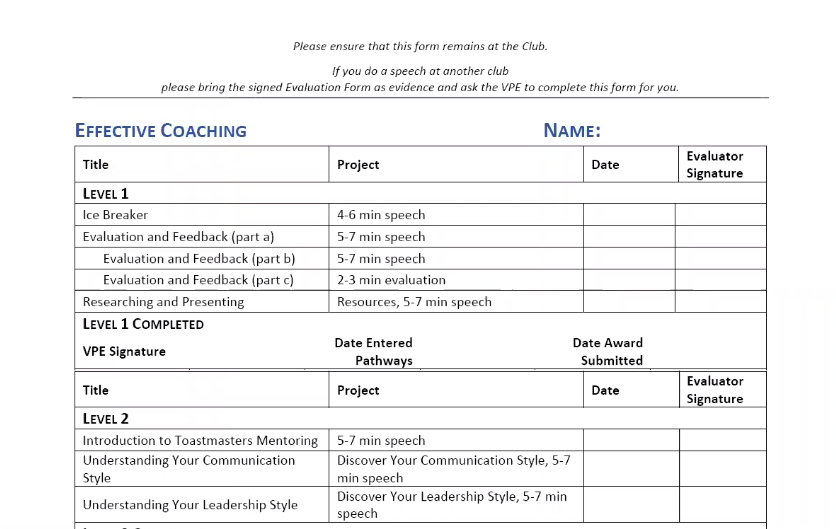 Please ensure that this form remains at the Club.
If you do a speech at another club
please bring the signed Evaluation Form as evidence and ask the VPE to complete this form for you.
EFFECTIVE COACHING NAME:
Title Project Date Evaluator Signature
LEVEL 1
Ice Breaker 4-6 min speech
Evaluation and Feedback (part a) 5-7 min speech
Evaluation and Feedback (part b) 5-7 min speech
Evaluation and Feedback (part c) 2-3 min evaluation
Researching and Presenting Resources, 5-7 min speech
LEVEL 1 COMPLETED
VPE Signature Date Entered Pathways Date Award Submitted
Title Project Date Evaluator Signature
LEVEL 2
Introduction to Toastmasters Mentoring 5-7 min speech
Understanding Your Communication Style Discover Your Communication Style, 5-7 min speech
Understanding Your Leadership Style Discover Your Leadership Style, 5-7 min speech